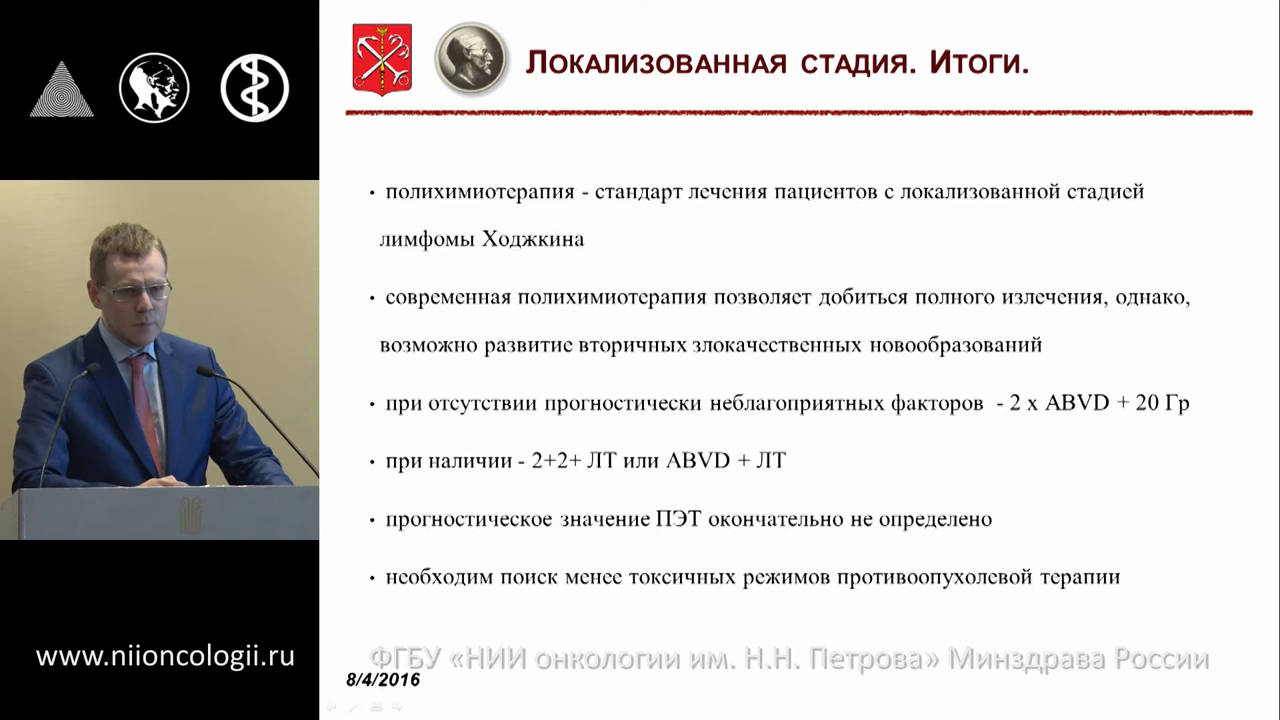 Локализованная стадия. Итоги.
• полихимиотерапия - стандарт лечения пациентов с локализованной стадией
лимфомы Ходжкина
• современная полихимиотерапия позволяет добиться полного излечения, однако,
возможно развитие вторичных злокачественных новообразований
• при отсутствии прогностически неблагоприятных факторов - 2 x ABVD + 20 Гр
• при наличии - 2+2+ ЛТ или ABVD + ЛТ
• прогностическое значение ПЭТ окончательно не определено
• необходим поиск менее токсичных режимов противоопухолевой терапии
www.niioncologii.ru
ФГБУ «НИИ онкологии им. Н.Н. Петрова» Минздрава России
8/4/2016